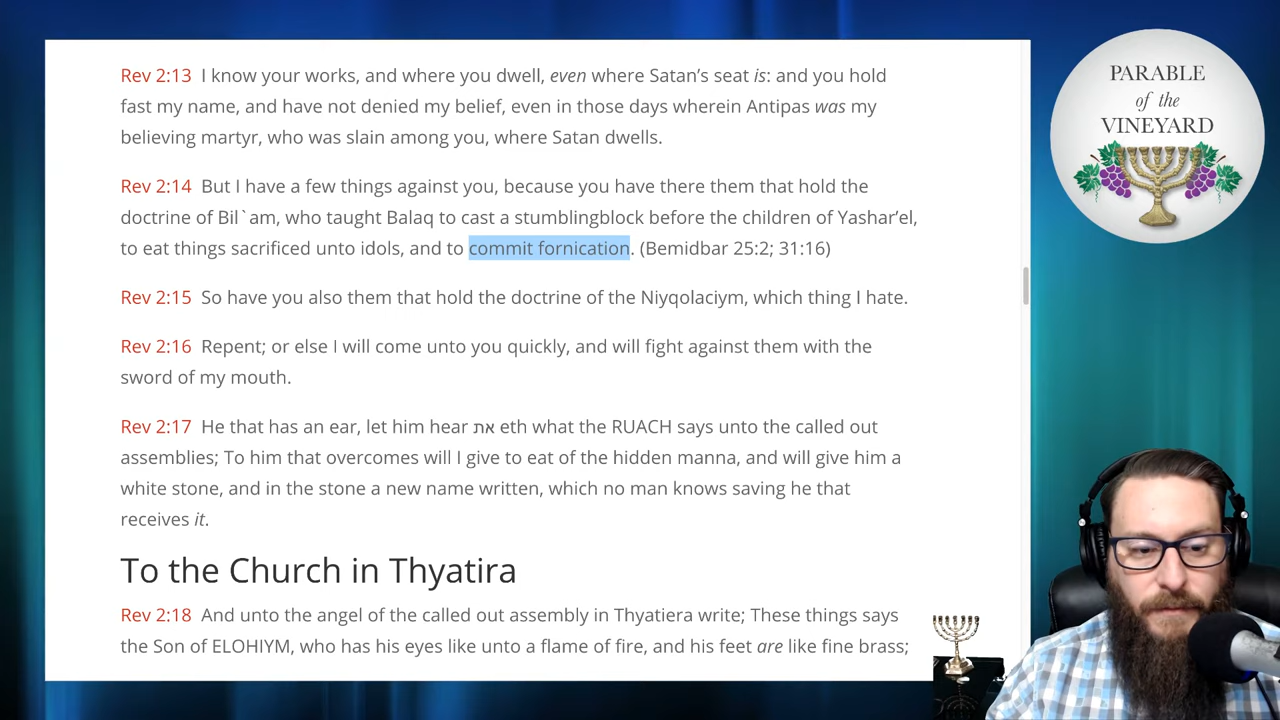 PARABLE
of the
VINEYARD
Rev 2:13 I know your works, and where you dwell, even where Satan’s seat is: and you hold
fast my name, and have not denied my belief, even in those days wherein Antipas was my
believing martyr, who was slain among you, where Satan dwells.
Rev 2:14 But I have a few things against you, because you have there them that hold the
doctrine of Bil`am, who taught Balaq to cast a stumblingblock before the children of Yashar’el,
to eat things sacrificed unto idols, and to commit fornication. (Bemidbar 25:2; 31:16)
Rev 2:15 So have you also them that hold the doctrine of the Niyqolaciym, which thing I hate.
Rev 2:16 Repent; or else I will come unto you quickly, and will fight against them with the
sword of my mouth.
Rev 2:17 He that has an ear, let him hear את eth what the RUACH says unto the called out
assemblies; To him that overcomes will I give to eat of the hidden manna, and will give him a
white stone, and in the stone a new name written, which no man knows saving he that
receives it.
To the Church in Thyatira
Rev 2:18 And unto the angel of the called out assembly in Thyatiera write; These things says
the Son of ELOHIYM, who has his eyes like unto a flame of fire, and his feet are like fine brass;